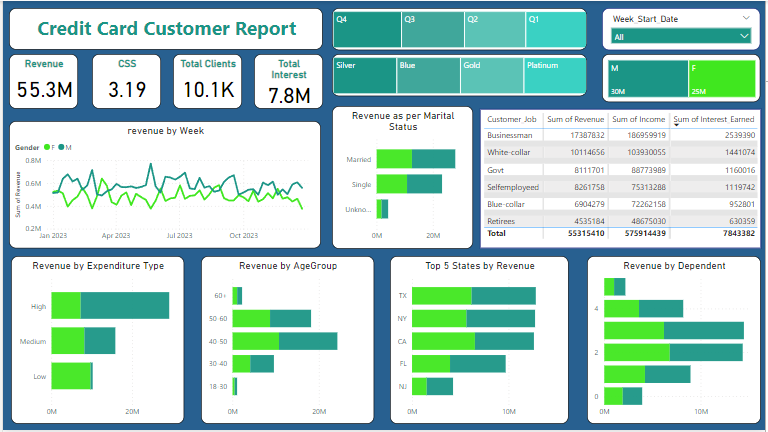 Credit Card Customer Report
Q4 Q3 Q2 Q1
Silver Blue Gold Platinum
Week_Start_Date
All
M F
30M 25M
Revenue
55.3M
CSS
3.19
Total Clients
10.1K
Total
Interest
7.8M
revenue by Week
Gender F M
Sum of Revenue
0.8M
0.6M
0.4M
0.2M
Jan 2023 Apr 2023 Jul 2023 Oct 2023
Revenue as per Marital
Status
Married
Single
Unkno...
0M 20M
Customer Job Sum of Revenue Sum of Income Sum of Interest_Earned
Businessman 17387832 186959919 2539390
White-collar 10114656 103930055 1441074
Govt 8111701 88773989 1160016
Selfemployeed 8261758 75313288 1119742
Blue-collar 6904279 72262158 952801
Retirees 4535184 48675030 630359
Total 55315410 575914439 7843382
Revenue by Expenditure Type
High
Medium
Low
0M 20M
Revenue by AgeGroup
60+
50-60
40-50
30-40
18-30
0M 20M
Top 5 States by Revenue
TX
NY
CA
FL
NJ
0M 10M
Revenue by Dependent
4
2
0
0M 10M